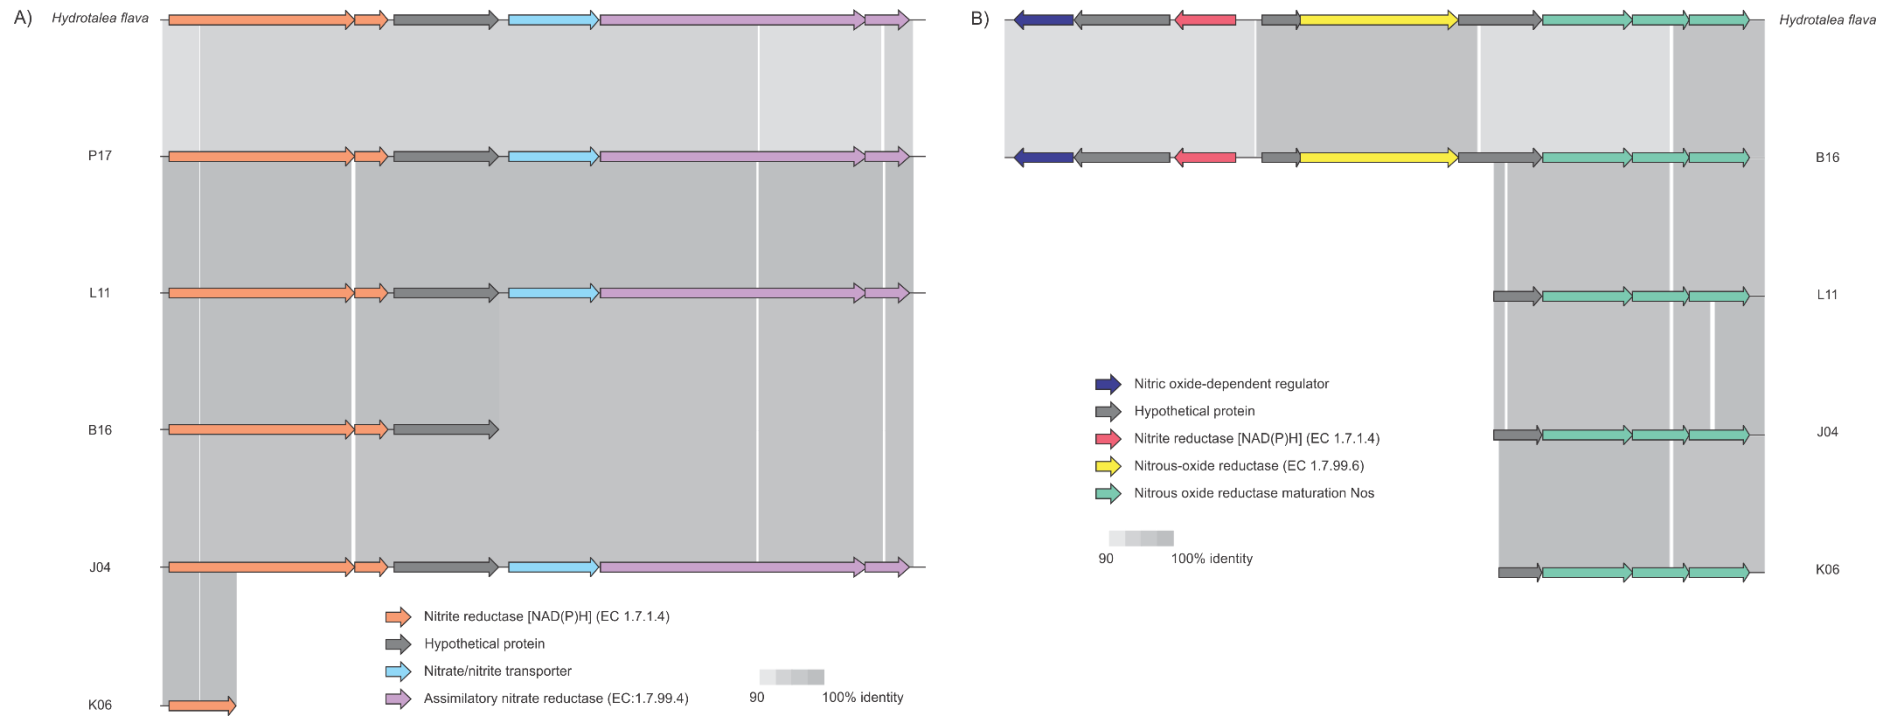 A)
Hydrotalea flava
P17
L11
B16
J04
K06
Nitrite reductase [NAD(P)H] (EC 1.7.1.4)
Hypothetical protein
Nitrate/nitrite transporter
Assimilatory nitrate reductase (EC:1.7.99.4)
90 100% identity
B)
Hydrotalea flava
B16
L11
J04
K06
Nitric oxide-dependent regulator
Hypothetical protein
Nitrite reductase [NAD(P)H] (EC 1.7.1.4)
Nitrous-oxide reductase (EC 1.7.99.6)
Nitrous oxide reductase maturation Nos
90 100% identity